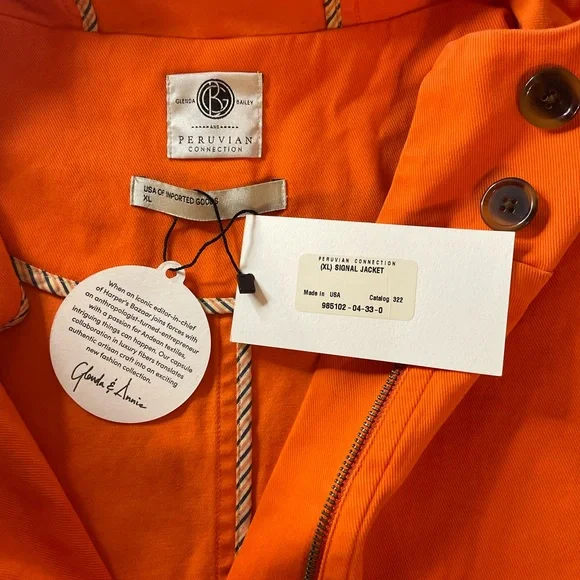 GLENDA CBG BAILEY
AND
PERUVIAN
CONNECTION
USA OF IMPORTED GOODS
XL
When an iconic editor-in-chief
of Harper's Bazaar joins forces with
an anthropologist-turned-entrepreneur
with a passion for Andean textiles,
intriguing things can happen. Our capsule
collaboration in luxury fibers translates
authentic artisan craft into an exciting
new fashion collection.
Glenda & Annie
PERUVIAN CONNECTION
(XL) SIGNAL JACKET
Made in USA Catalog 322
985102-04-33-0